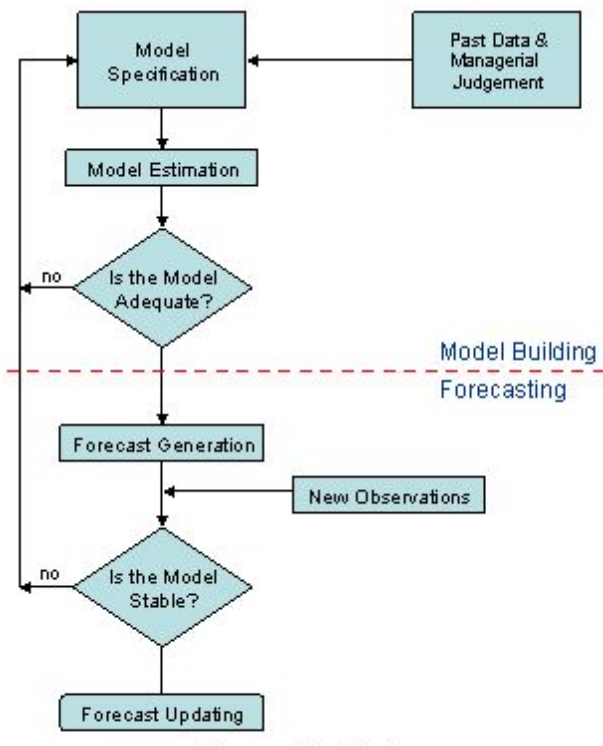 Model
Specification
Past Data &
Managerial
Judgement
Model Estimation
Is the Model
Adequate?
no
Model Building
Forecasting
Forecast Generation
New Observations
Is the Model
Stable?
no
Forecast Updating